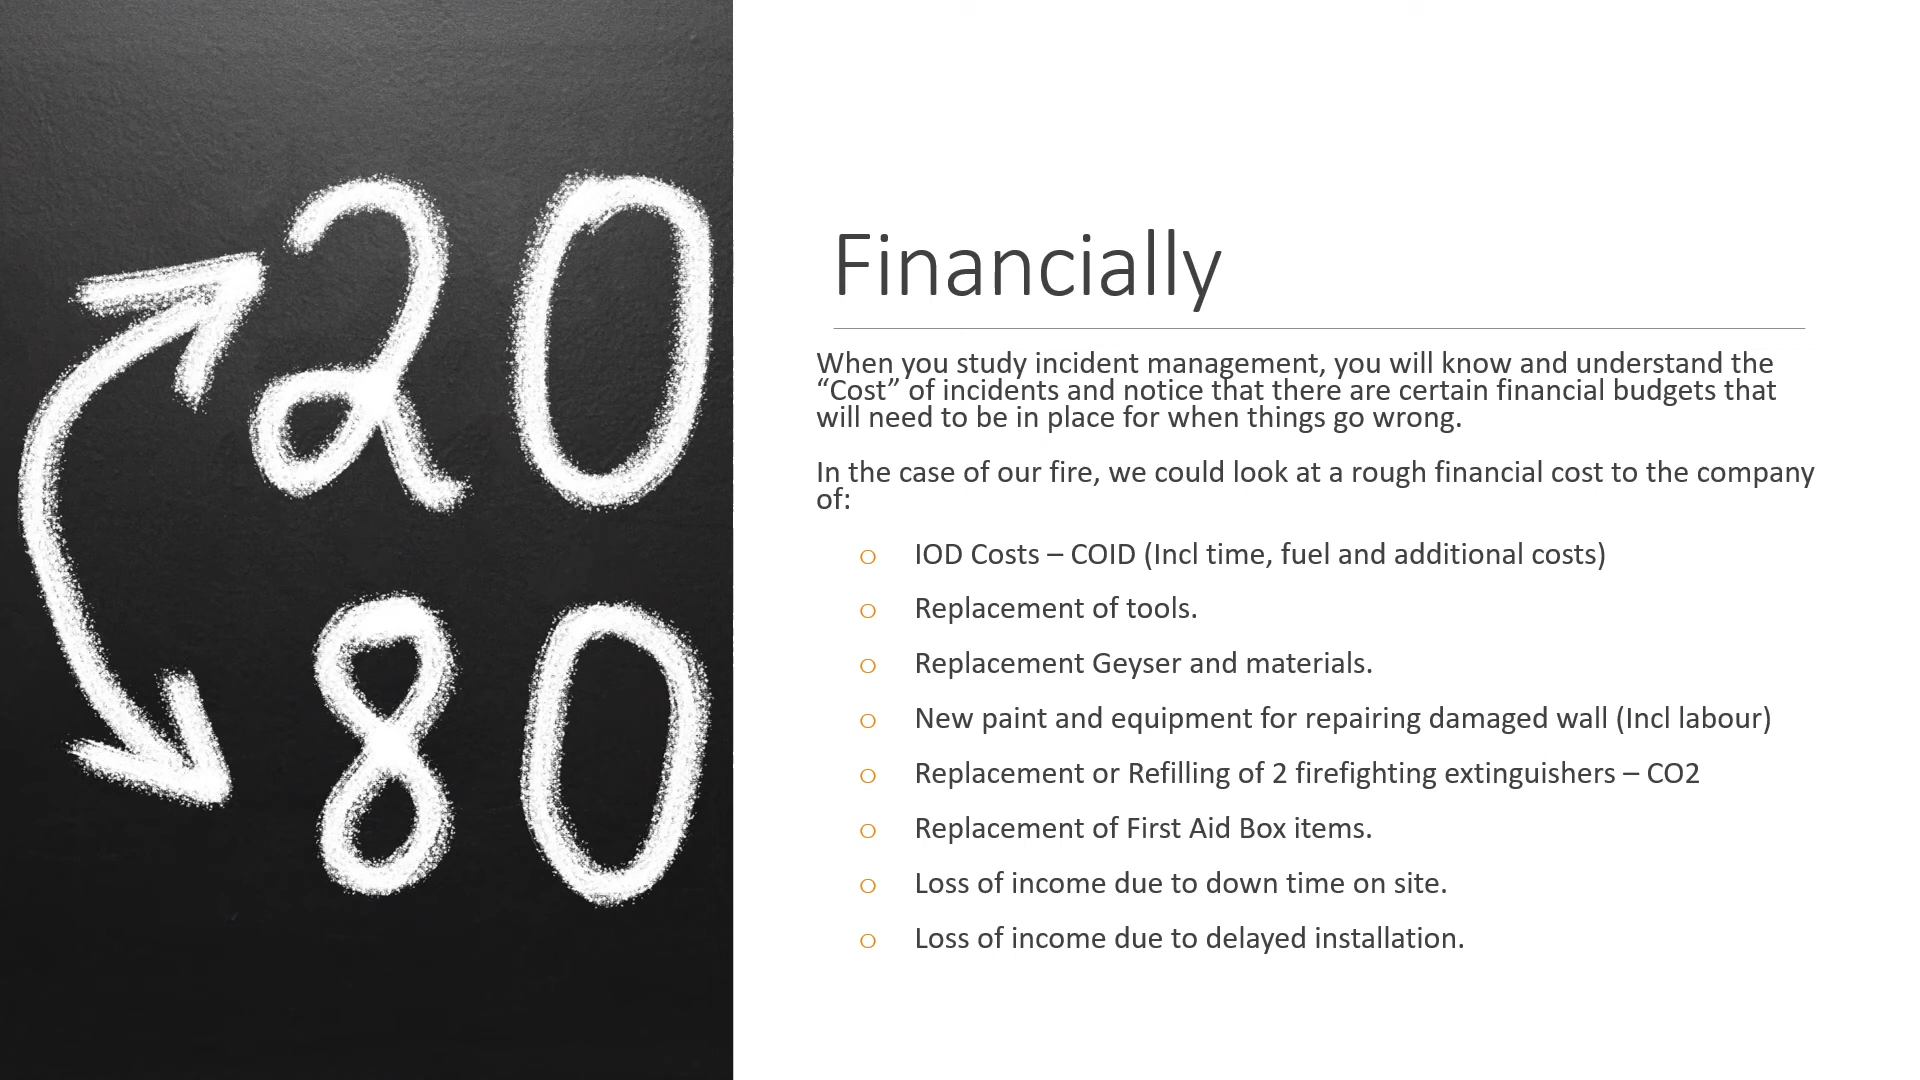 20
80
Financially
When you study incident management, you will know and understand the
“Cost” of incidents and notice that there are certain financial budgets that
will need to be in place for when things go wrong.
In the case of our fire, we could look at a rough financial cost to the company
of:
o IOD Costs – COID (Incl time, fuel and additional costs)
o Replacement of tools.
o Replacement Geyser and materials.
o New paint and equipment for repairing damaged wall (Incl labour)
o Replacement or Refilling of 2 firefighting extinguishers – CO2
o Replacement of First Aid Box items.
o Loss of income due to down time on site.
o Loss of income due to delayed installation.